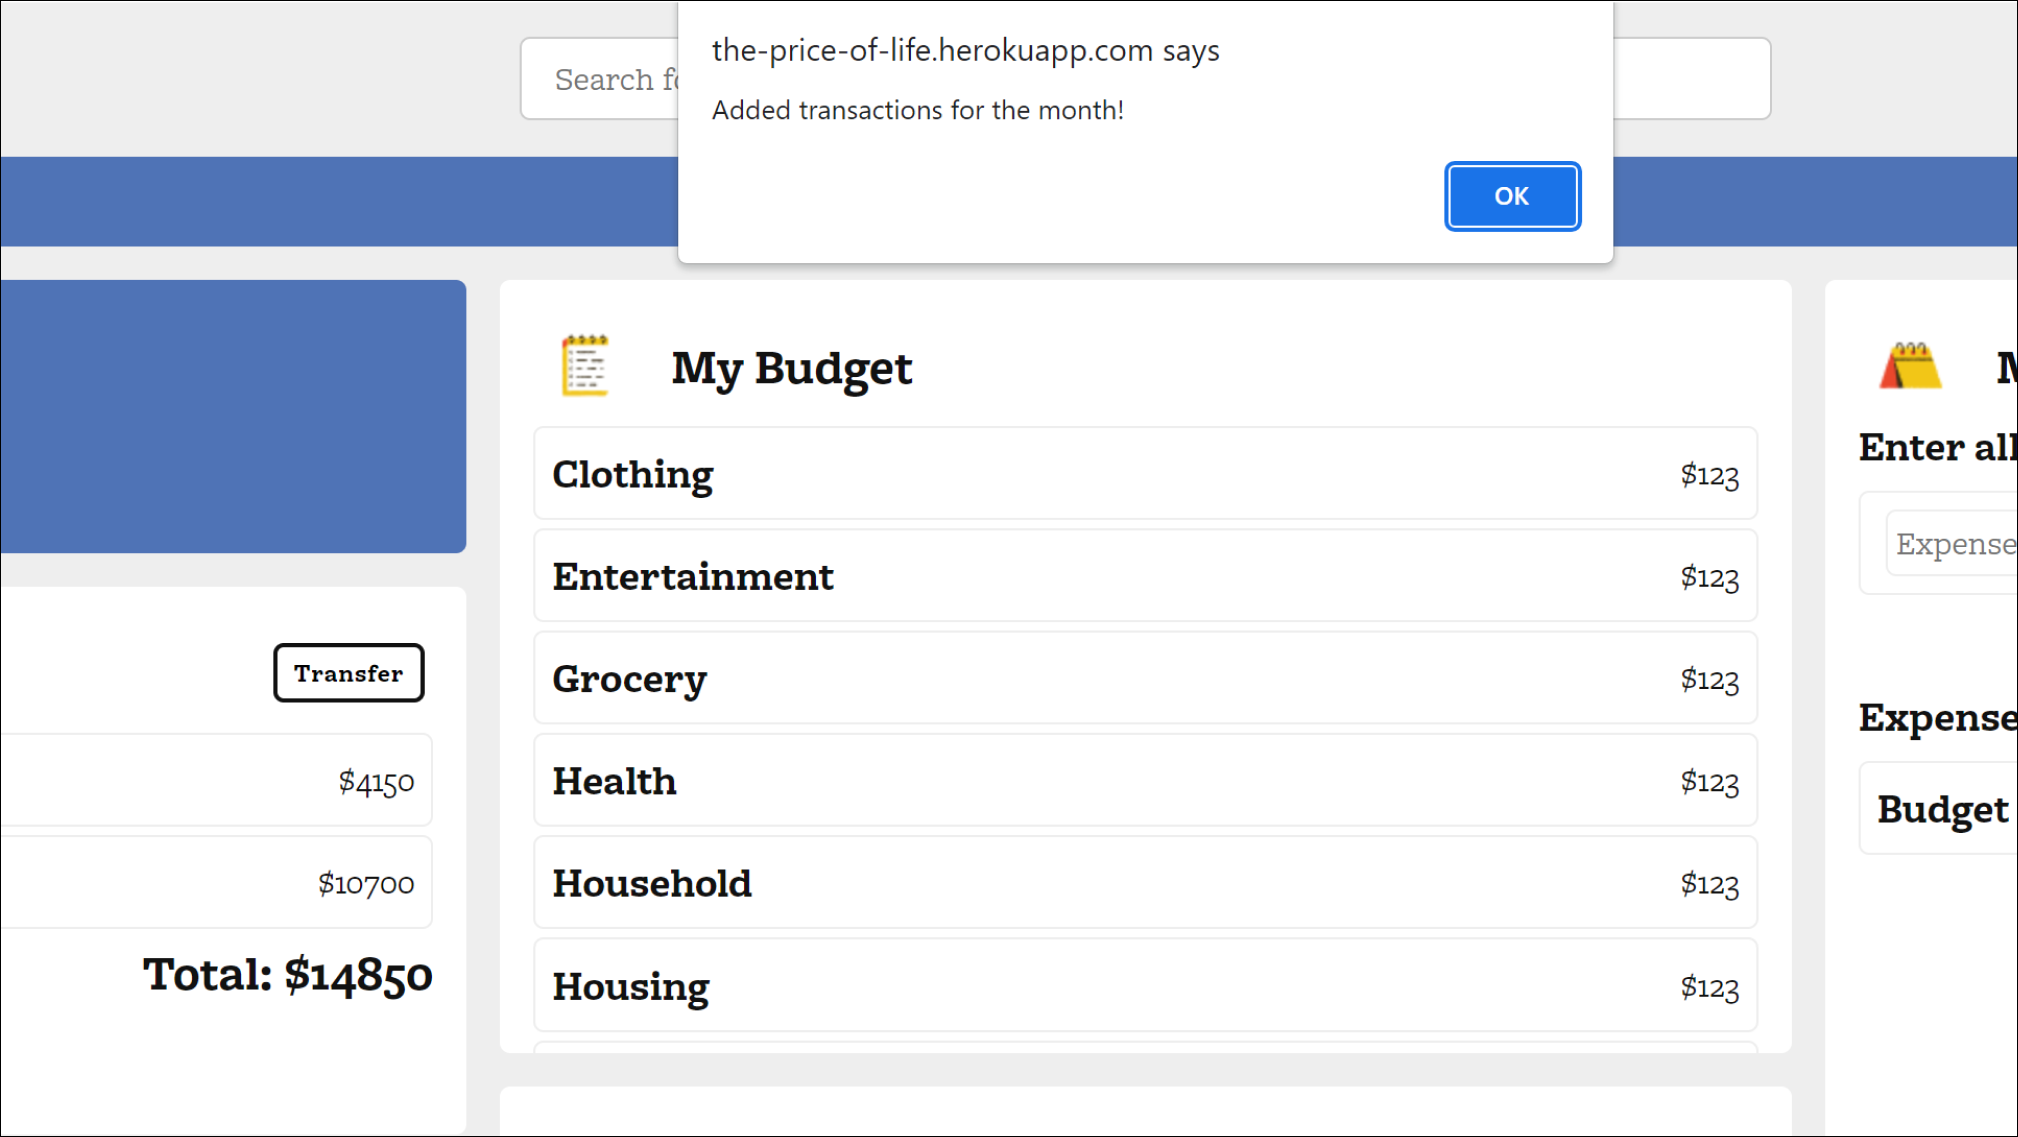 the-price-of-life.herokuapp.com says
Added transactions for the month!
OK
Search
Transfer
$4150
$10700
Total: $14850
My Budget
Clothing $123
Entertainment $123
Grocery $123
Health $123
Household $123
Housing $123
Enter all
Expense
Expense
Budget